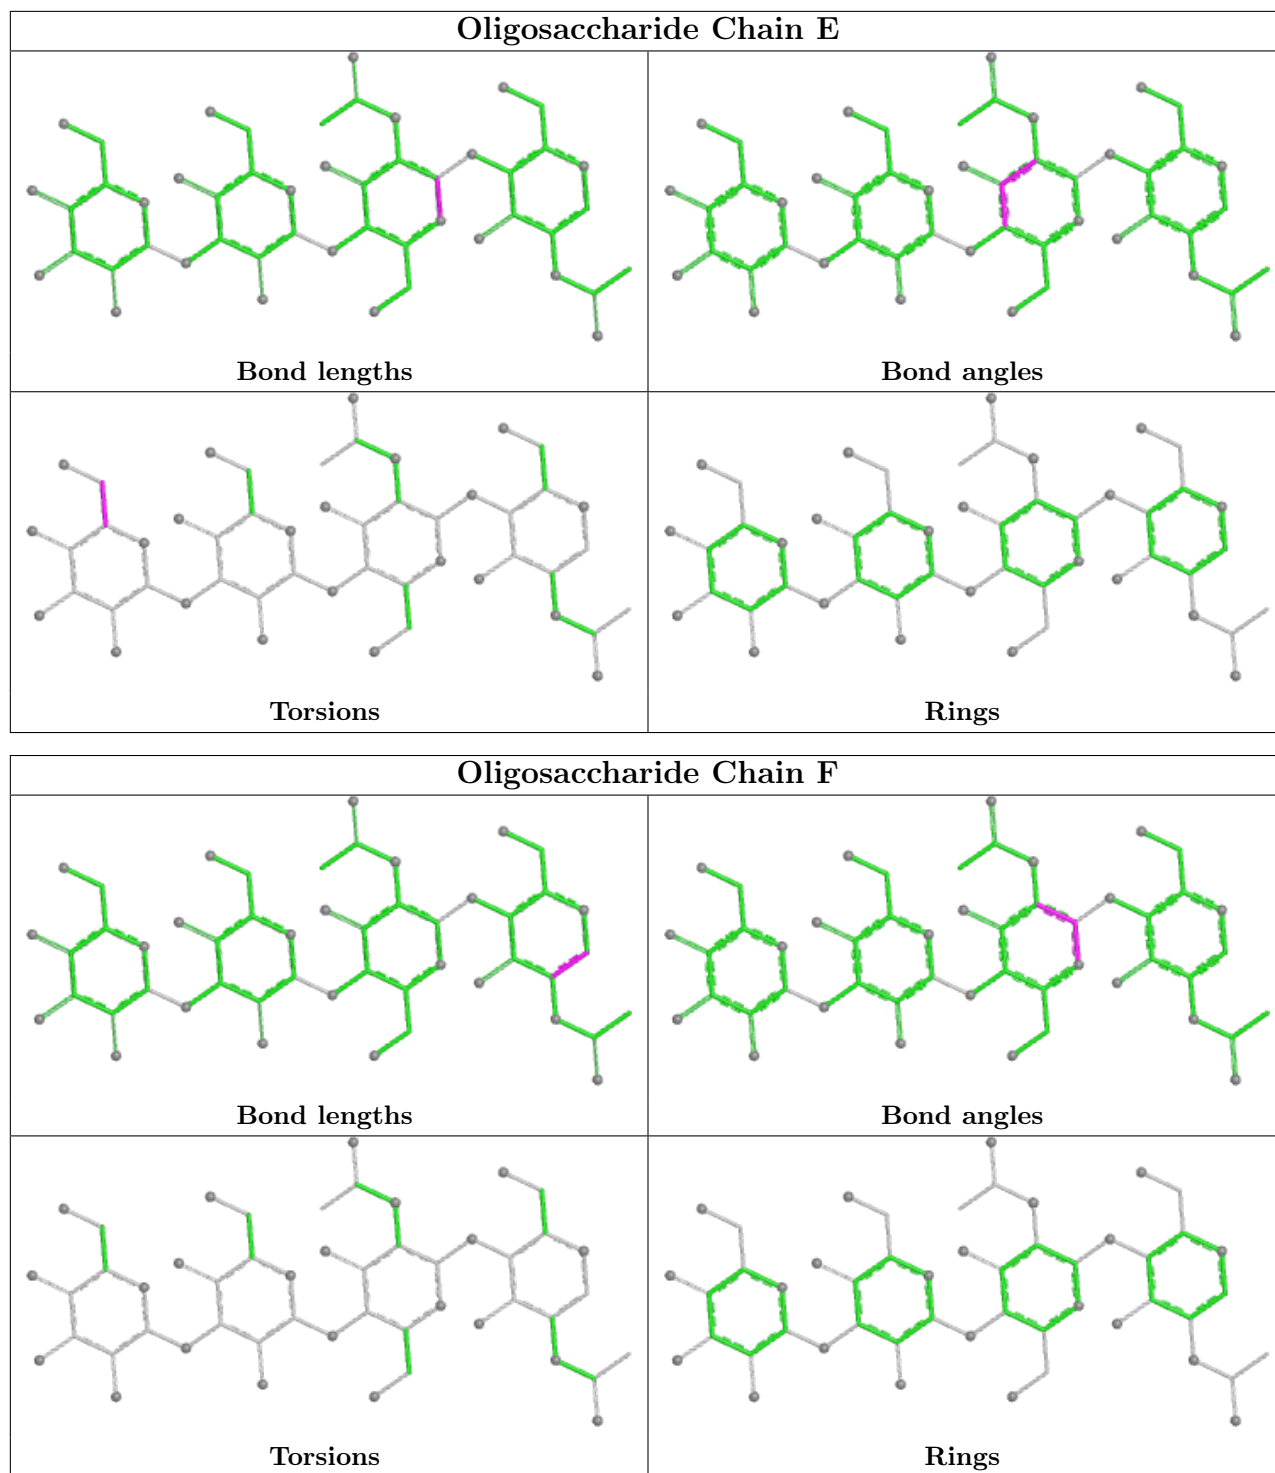 Oligosaccharide Chain E
Bond lengths
Bond angles
Torsions
Rings
Oligosaccharide Chain F
Bond lengths
Bond angles
Torsions
Rings